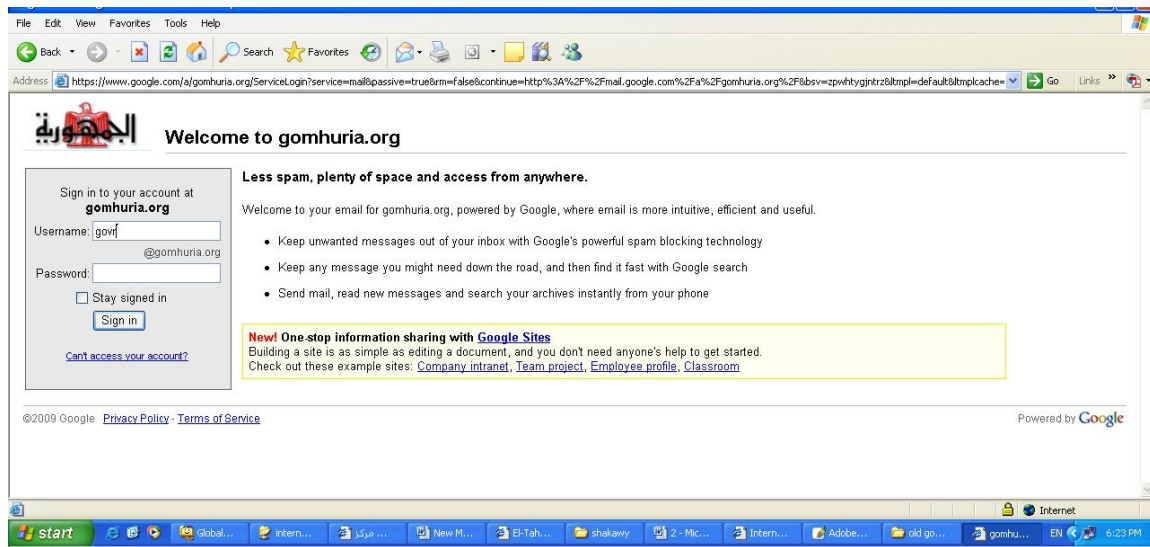 File Edit View Favorites Tools Help
Back Search Favorites
Address https://www.google.com/a/gomhuria.org/ServiceLogin?service=mail&passive=true&rm=false&continue=http%3A%2F%2Fmail.google.com%2Fa%2Fgomhuria.org%2F&bsv=zpwhtygjntrz&ltmpl=default&ltmplcache= Go Links »
الجمهورية
Welcome to gomhuria.org
Sign in to your account at
gomhuria.org
Username: govr
@gomhuria.org
Password:
Stay signed in
Sign in
Can't access your account?
Less spam, plenty of space and access from anywhere.
Welcome to your email for gomhuria.org, powered by Google, where email is more intuitive, efficient and useful.
• Keep unwanted messages out of your inbox with Google's powerful spam blocking technology
• Keep any message you might need down the road, and then find it fast with Google search
• Send mail, read new messages and search your archives instantly from your phone
New! One-stop information sharing with Google Sites
Building a site is as simple as editing a document, and you don't need anyone's help to get started.
Check out these example sites: Company intranet, Team project, Employee profile, Classroom
©2009 Google Privacy Policy - Terms of Service
Powered by Google
Internet
start Global... intern... مركز ... New M... El-Tah... shakawy 2 - Mic... Intern... Adobe... old go... gomhu... EN 6:23 PM